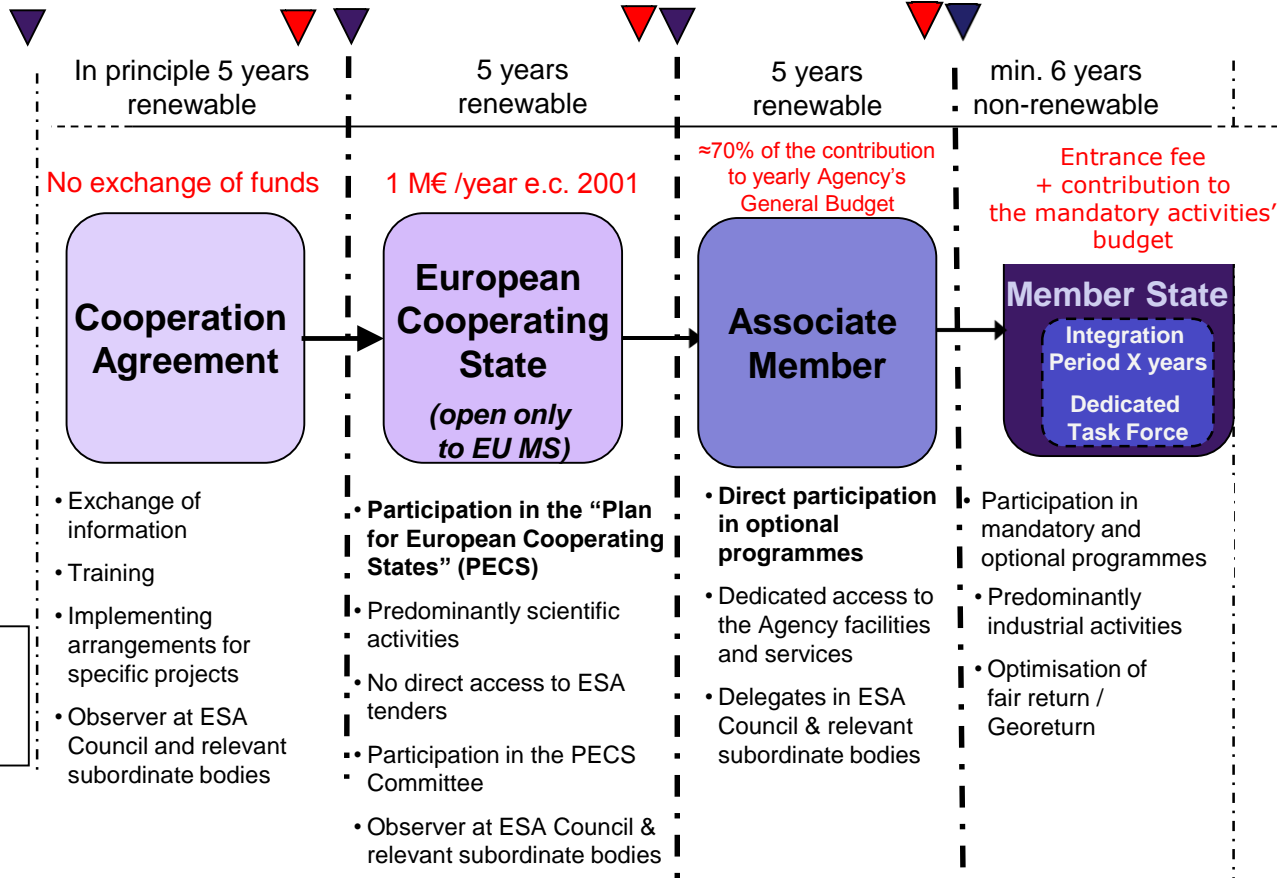 In principle 5 years
renewable
5 years
renewable
5 years
renewable
min. 6 years
non-renewable
No exchange of funds
1 M€ /year e.c. 2001
≈70% of the contribution
to yearly Agency’s
General Budget
Entrance fee
+ contribution to
the mandatory activities’
budget
Cooperation
Agreement
European
Cooperating
State
(open only
to EU MS)
Associate
Member
Member State
Integration
Period X years
Dedicated
Task Force
• Exchange of
information
• Training
• Implementing
arrangements for
specific projects
• Observer at ESA
Council and relevant
subordinate bodies
• Participation in the “Plan
for European Cooperating
States” (PECS)
• Predominantly scientific
activities
• No direct access to ESA
tenders
• Participation in the PECS
Committee
• Observer at ESA Council &
relevant subordinate bodies
• Direct participation
in optional
programmes
• Dedicated access to
the Agency facilities
and services
• Delegates in ESA
Council & relevant
subordinate bodies
• Participation in
mandatory and
optional programmes
• Predominantly
industrial activities
• Optimisation of
fair return /
Georeturn